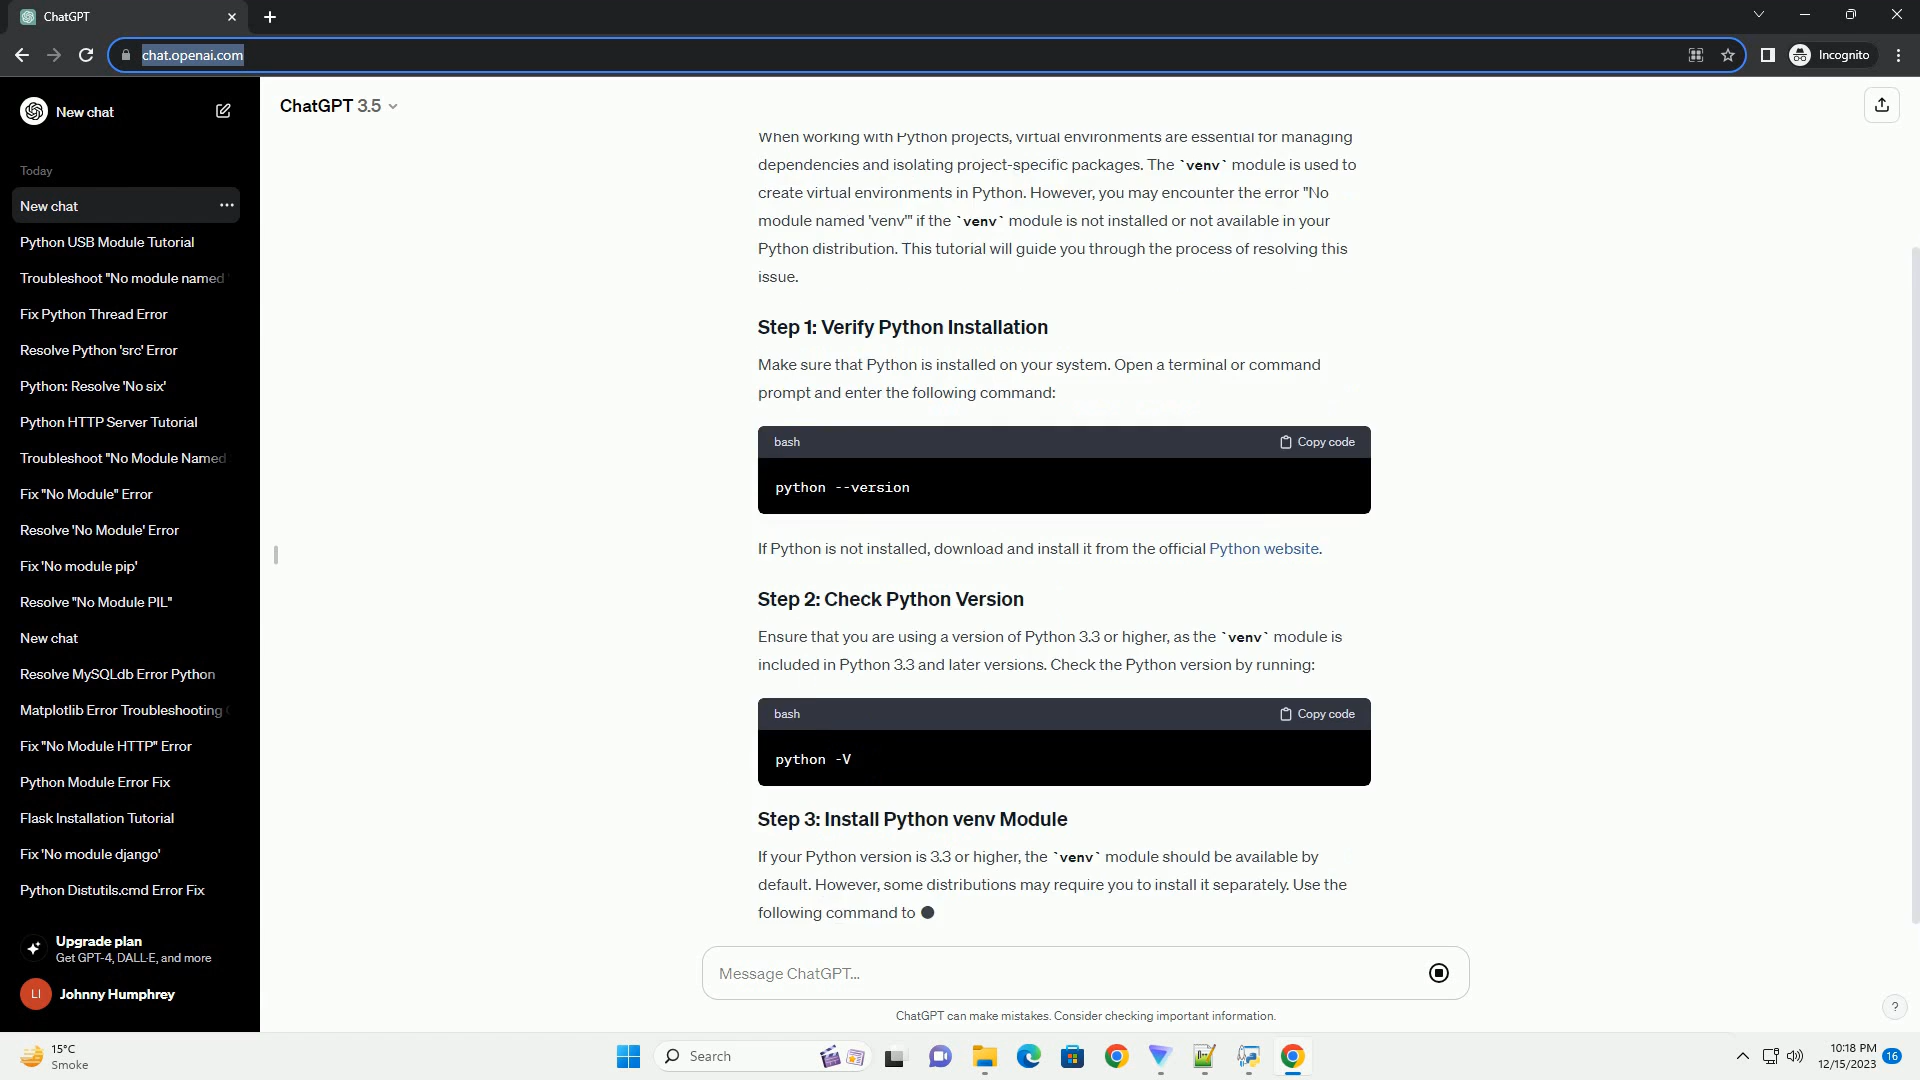 ChatGPT
chat.openai.com
Incognito
New chat
Today
New chat
Python USB Module Tutorial
Troubleshoot "No module named '
Fix Python Thread Error
Resolve Python 'src' Error
Python: Resolve 'No six'
Python HTTP Server Tutorial
Troubleshoot "No Module Named
Fix "No Module" Error
Resolve 'No Module' Error
Fix 'No module pip'
Resolve "No Module PIL"
New chat
Resolve MySQLdb Error Python
Matplotlib Error Troubleshooting
Fix "No Module HTTP" Error
Python Module Error Fix
Flask Installation Tutorial
Fix 'No module django'
Python Distutils.cmd Error Fix
Upgrade plan
Get GPT-4, DALL·E, and more
LI
Johnny Humphrey
ChatGPT 3.5
When working with Python projects, virtual environments are essential for managing
dependencies and isolating project-specific packages. The `venv` module is used to
create virtual environments in Python. However, you may encounter the error "No
module named 'venv'" if the `venv` module is not installed or not available in your
Python distribution. This tutorial will guide you through the process of resolving this
issue.
Step 1: Verify Python Installation
Make sure that Python is installed on your system. Open a terminal or command
prompt and enter the following command:
bash
Copy code
python --version
If Python is not installed, download and install it from the official Python website.
Step 2: Check Python Version
Ensure that you are using a version of Python 3.3 or higher, as the `venv` module is
included in Python 3.3 and later versions. Check the Python version by running:
bash
Copy code
python -V
Step 3: Install Python venv Module
If your Python version is 3.3 or higher, the `venv` module should be available by
default. However, some distributions may require you to install it separately. Use the
following command to
Message ChatGPT...
ChatGPT can make mistakes. Consider checking important information.
?
15°C
Smoke
Search
10:18 PM
12/15/2023
16